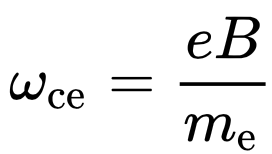 ω_ce = eB / m_e